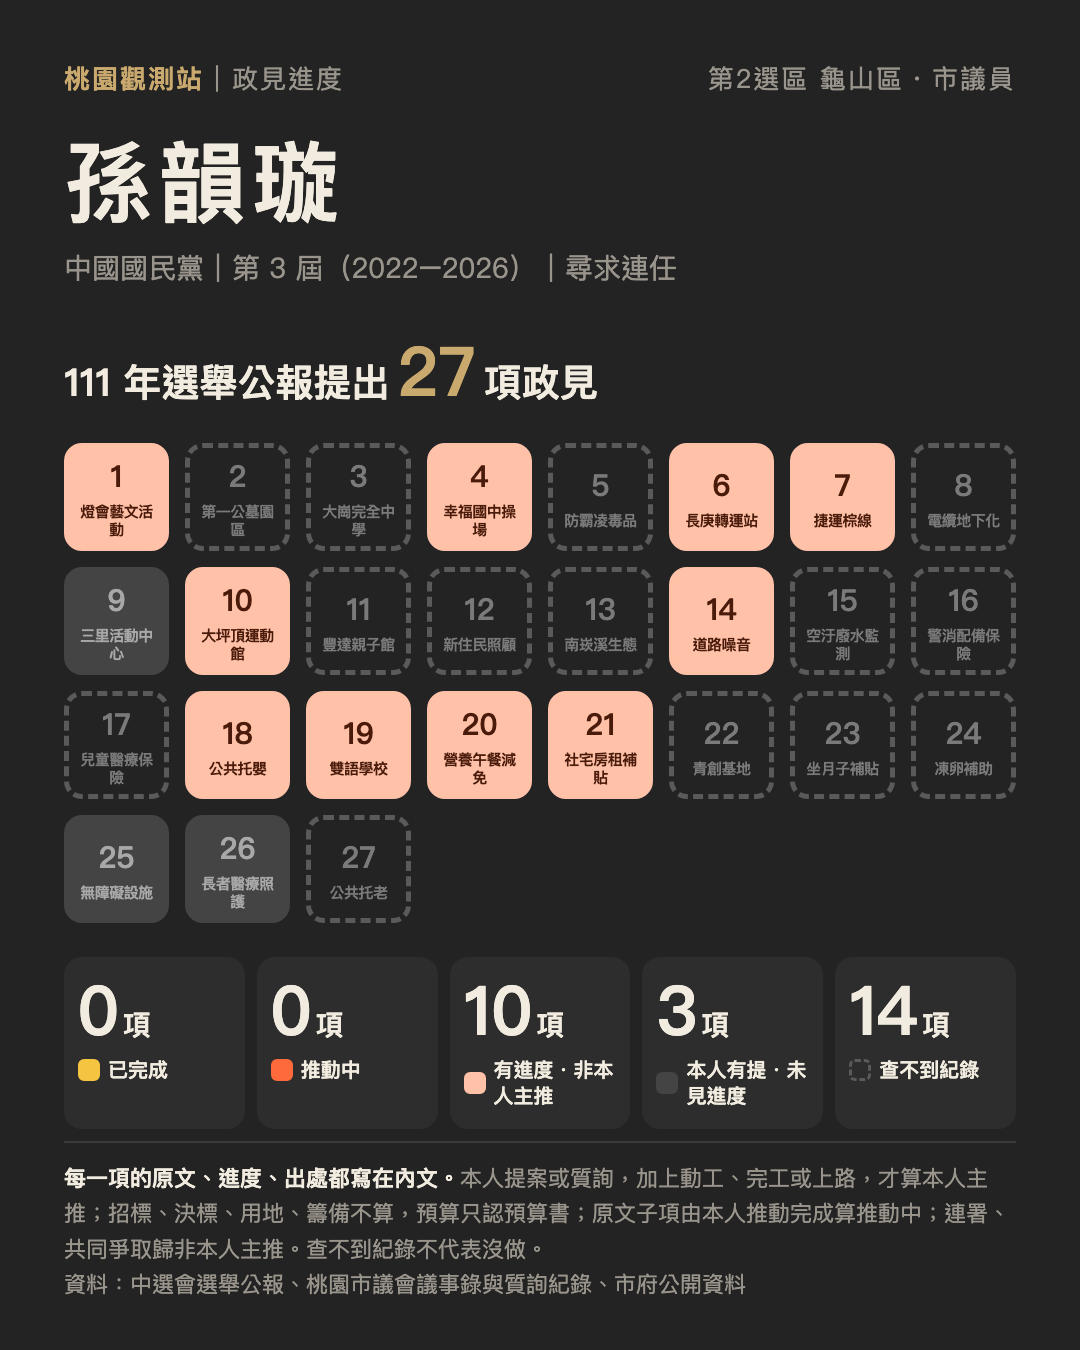 桃園觀測站｜政見進度
第2選區 龜山區·市議員
孫韻璇
中國國民黨｜第 3 屆（2022–2026）｜尋求連任
111 年選舉公報提出 27 項政見
1
燈會藝文活
動
2
第一公墓園
區
3
大崗完全中
學
4
幸福國中操
場
5
防霸凌毒品
6
長庚轉運站
7
捷運棕線
8
電纜地下化
9
三里活動中
心
10
大坪頂運動
館
11
豐達親子館
12
新住民照顧
13
南崁溪生態
14
道路噪音
15
空汙廢水監
測
16
警消配備保
險
17
兒童醫療保
險
18
公共托嬰
19
雙語學校
20
營養午餐減
免
21
社宅房租補
貼
22
青創基地
23
坐月子補貼
24
凍卵補助
25
無障礙設施
26
長者醫療照
護
27
公共托老
0項
已完成
0項
推動中
10項
有進度·非本
人主推
3項
本人有提·未
見進度
14項
查不到紀錄
每一項的原文、進度、出處都寫在內文。本人提案或質詢，加上動工、完工或上路，才算本人主
推；招標、決標、用地、籌備不算，預算只認預算書；原文子項由本人推動完成算推動中；連署、
共同爭取歸非本人主推。查不到紀錄不代表沒做。
資料：中選會選舉公報、桃園市議會議事錄與質詢紀錄、市府公開資料